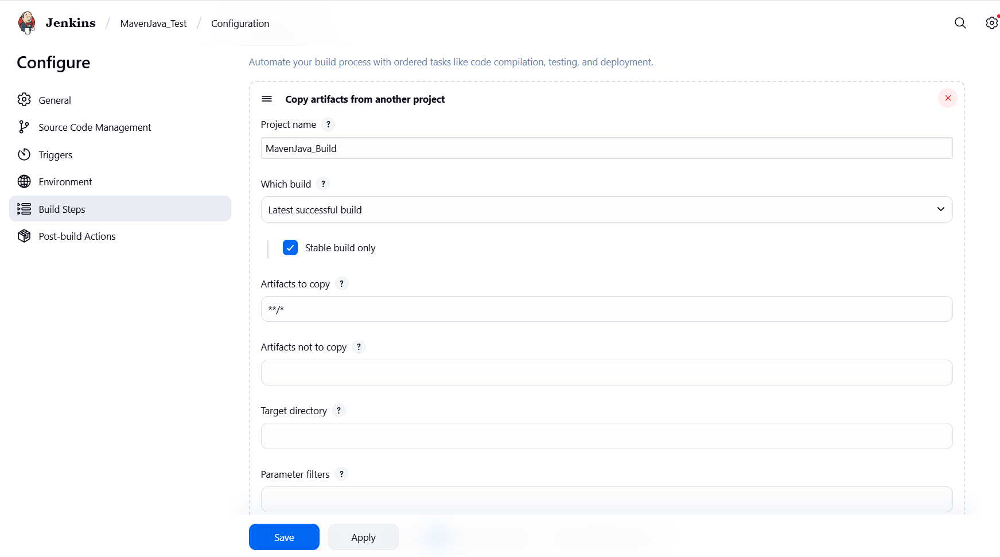 Jenkins / MavenJava_Test / Configuration
Configure
General
Source Code Management
Triggers
Environment
Build Steps
Post-build Actions
Automate your build process with ordered tasks like code compilation, testing, and deployment.
Copy artifacts from another project
Project name ?
MavenJava_Build
Which build ?
Latest successful build
Stable build only
Artifacts to copy ?
**/*
Artifacts not to copy ?
Target directory ?
Parameter filters ?
Save
Apply